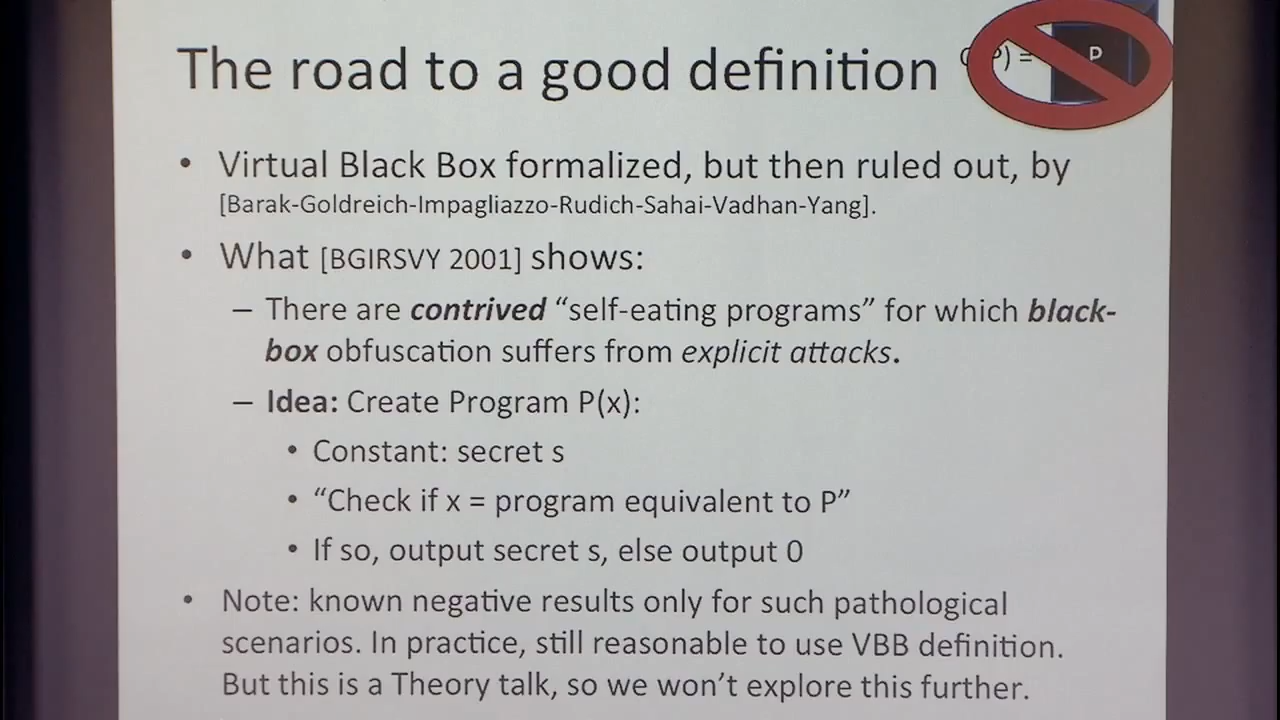 The road to a good definition
P) =
P
• Virtual Black Box formalized, but then ruled out, by
[Barak-Goldreich-Impagliazzo-Rudich-Sahai-Vadhan-Yang].
• What [BGIRSVY 2001] shows:
– There are contrived “self-eating programs” for which black-
box obfuscation suffers from explicit attacks.
– Idea: Create Program P(x):
• Constant: secret s
• “Check if x = program equivalent to P”
• If so, output secret s, else output 0
• Note: known negative results only for such pathological
scenarios. In practice, still reasonable to use VBB definition.
But this is a Theory talk, so we won’t explore this further.